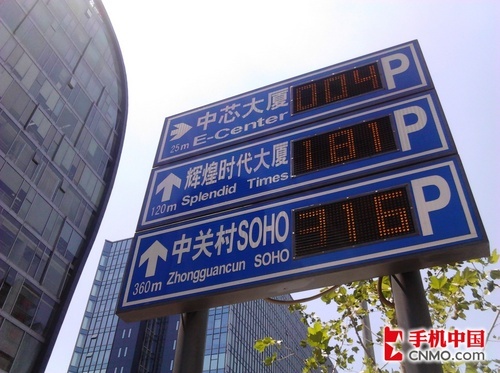 中芯大厦 004 P
25m E-Center
辉煌时代大厦 181 P
120m Splendid Times
中关村SOHO 316 P
360m Zhongguancun SOHO
手机中国
CNMO.com